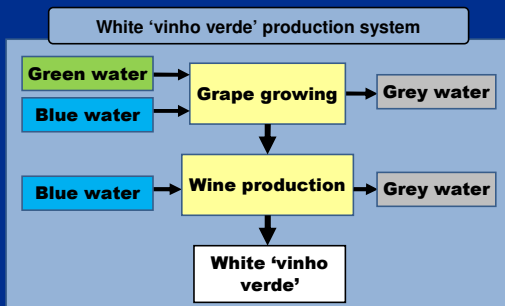 White ‘vinho verde’ production system
Green water
Blue water
Grape growing
Grey water
Blue water
Wine production
Grey water
White ‘vinho
verde’